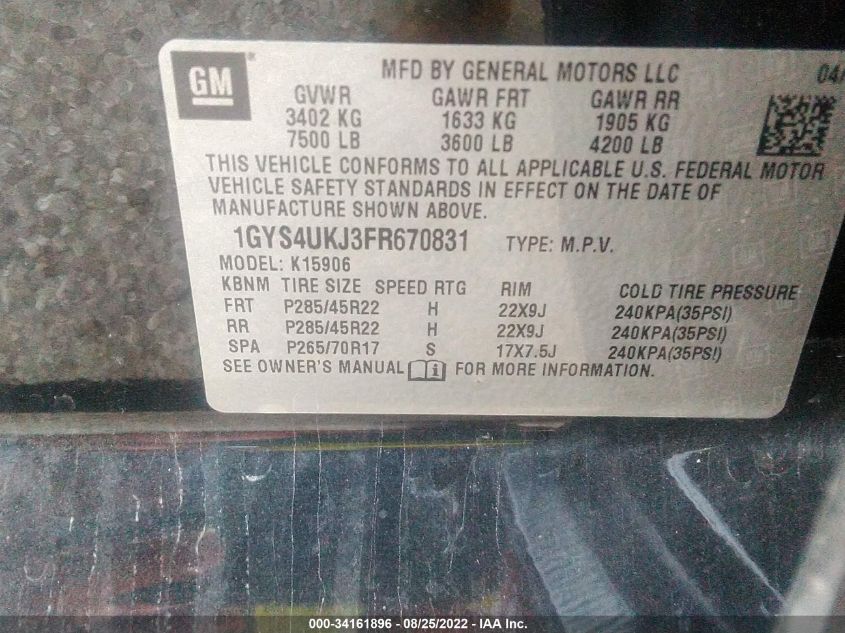 GM
MFD BY GENERAL MOTORS LLC 04/
GVWR GAWR FRT GAWR RR
3402 KG 1633 KG 1905 KG
7500 LB 3600 LB 4200 LB
THIS VEHICLE CONFORMS TO ALL APPLICABLE U.S. FEDERAL MOTOR
VEHICLE SAFETY STANDARDS IN EFFECT ON THE DATE OF
MANUFACTURE SHOWN ABOVE.
1GYS4UKJ3FR670831 TYPE: M.P.V.
MODEL: K15906
KBNM TIRE SIZE SPEED RTG RIM COLD TIRE PRESSURE
FRT P285/45R22 H 22X9J 240KPA(35PSI)
RR P285/45R22 H 22X9J 240KPA(35PSI)
SPA P265/70R17 S 17X7.5J 240KPA(35PSI)
SEE OWNER'S MANUAL FOR MORE INFORMATION.
000-34161896 - 08/25/2022 - IAA Inc.